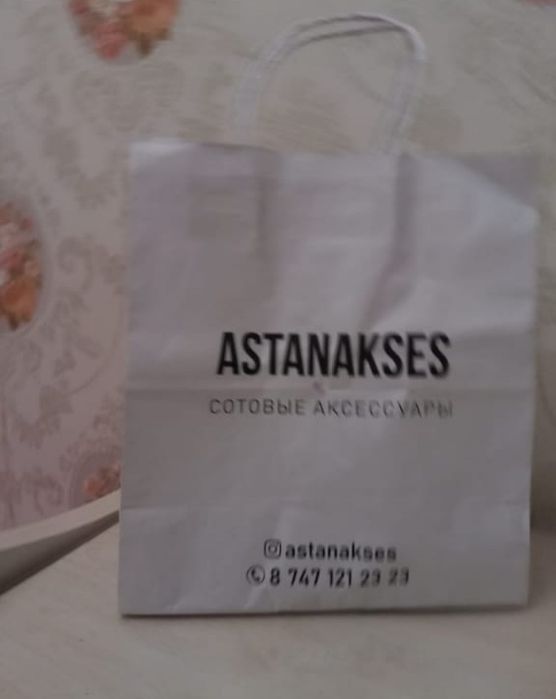 ASTANAKSES
СОТОВЫЕ АКСЕССУАРЫ
astanakses
8 747 121 23 23